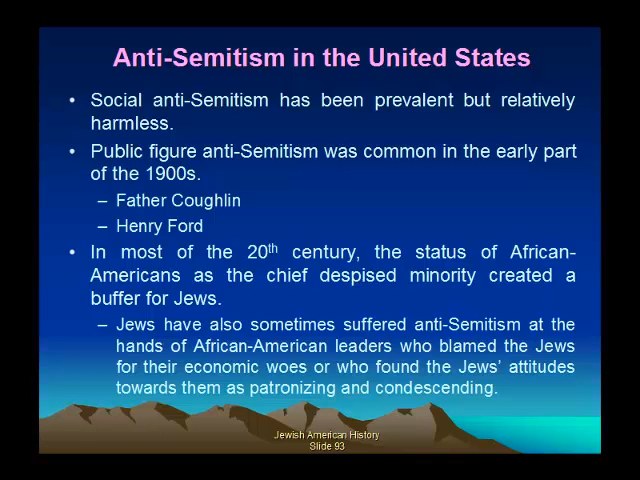 Anti-Semitism in the United States
• Social anti-Semitism has been prevalent but relatively
harmless.
• Public figure anti-Semitism was common in the early part
of the 1900s.
– Father Coughlin
– Henry Ford
• In most of the 20th century, the status of African-
Americans as the chief despised minority created a
buffer for Jews.
– Jews have also sometimes suffered anti-Semitism at the
hands of African-American leaders who blamed the Jews
for their economic woes or who found the Jews' attitudes
towards them as patronizing and condescending.
Jewish American History
Slide 93